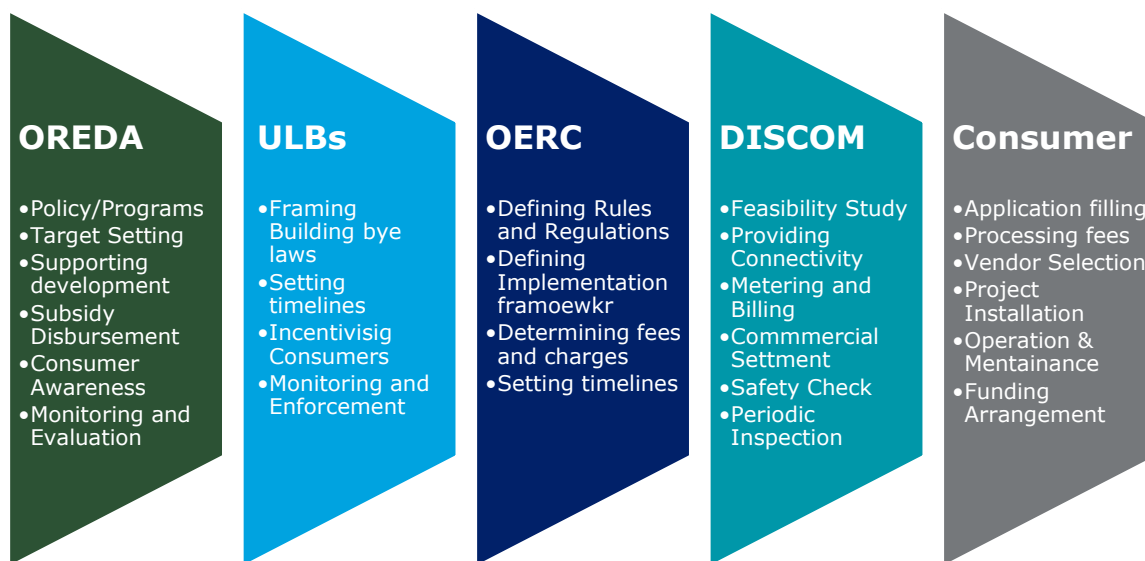 OREDA
•Policy/Programs
•Target Setting
•Supporting
development
•Subsidy
Disbursement
•Consumer
Awareness
•Monitoring and
Evaluation
ULBs
•Framing
Building bye
laws
•Setting
timelines
•Incentivisig
Consumers
•Monitoring and
Enforcement
OERC
•Defining Rules
and Regulations
•Defining
Implementation
framoewkr
•Determining fees
and charges
•Setting timelines
DISCOM
•Feasibility Study
•Providing
Connectivity
•Metering and
Billing
•Commmercial
Settment
•Safety Check
•Periodic
Inspection
Consumer
•Application filling
•Processing fees
•Vendor Selection
•Project
Installation
•Operation &
Mentainance
•Funding
Arrangement